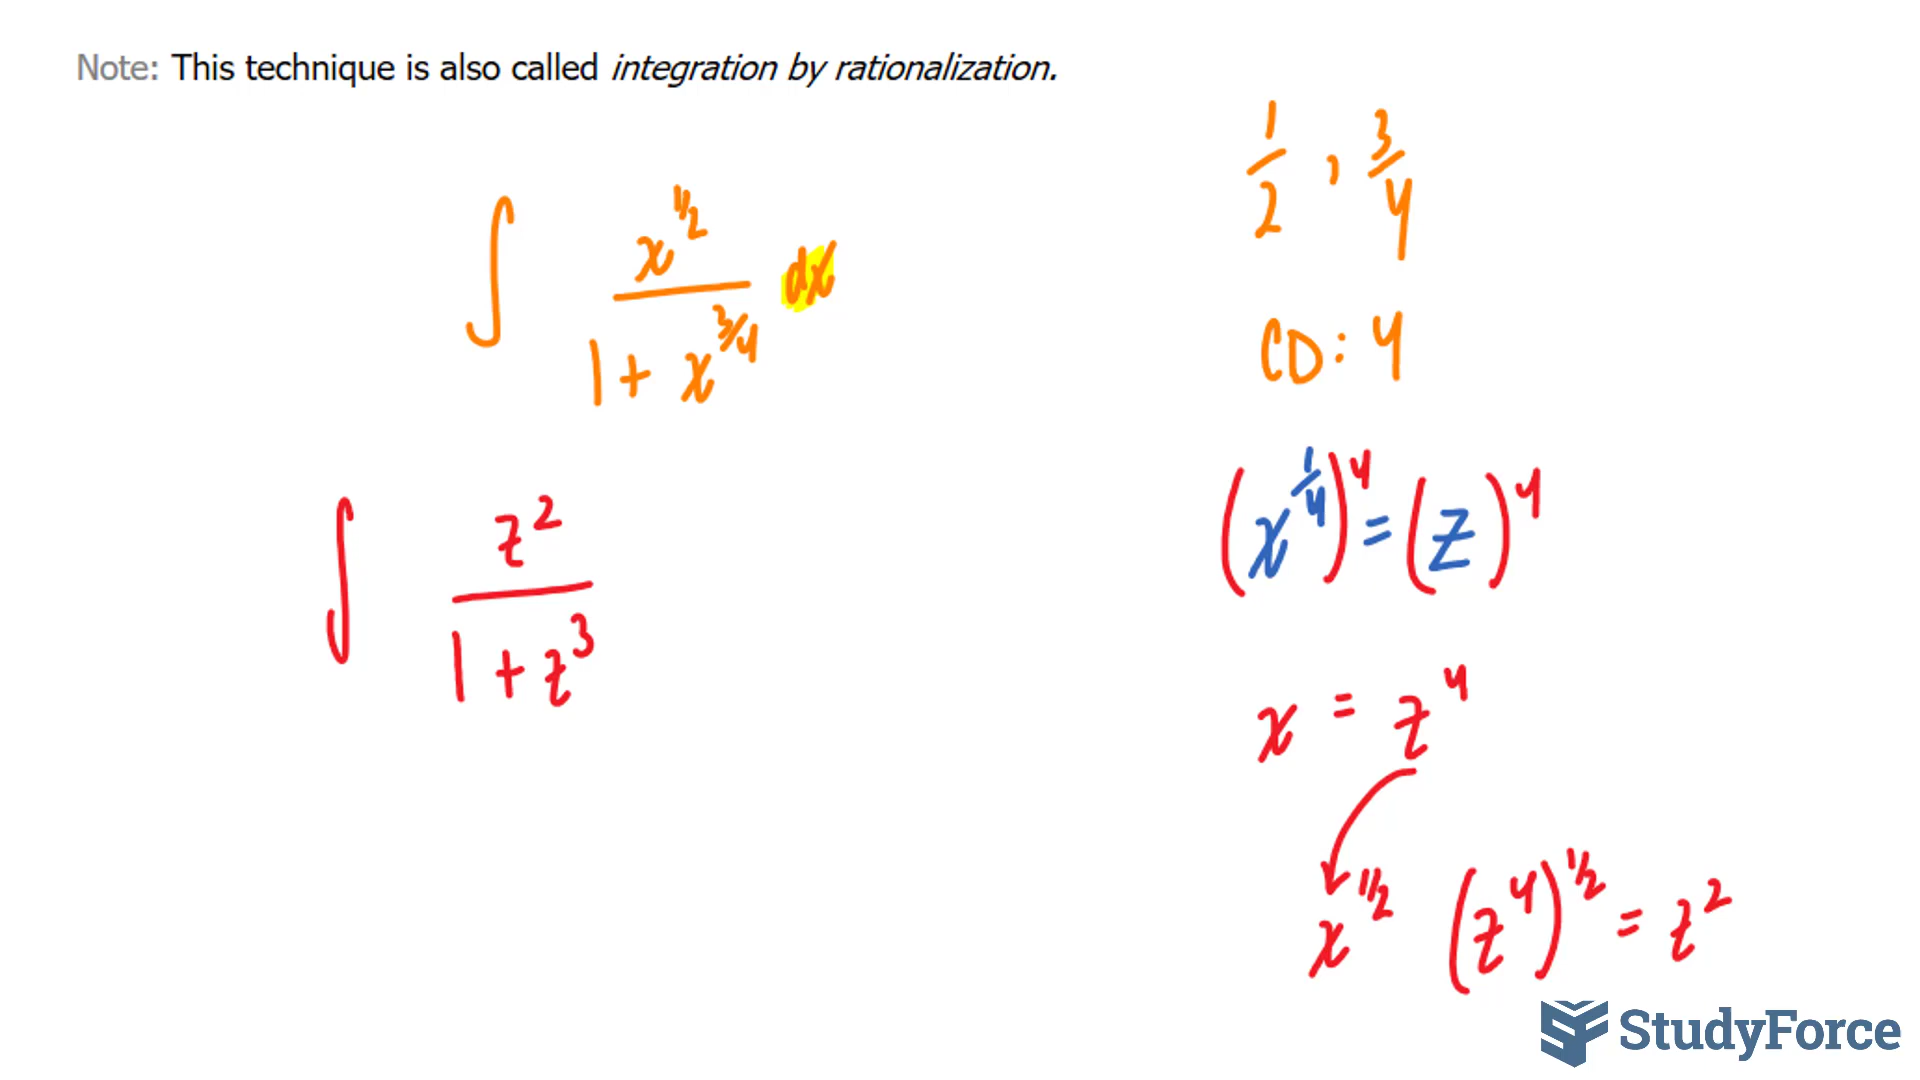 Note: This technique is also called integration by rationalization.
∫ x^1/2 / 1 + x^3/4 dx
∫ z^2 / 1 + z^3
1/2 , 3/4
CD: 4
(x^1/4)^4 = (z)^4
x = z^4
x^1/2 (z^4)^1/2 = z^2
StudyForce